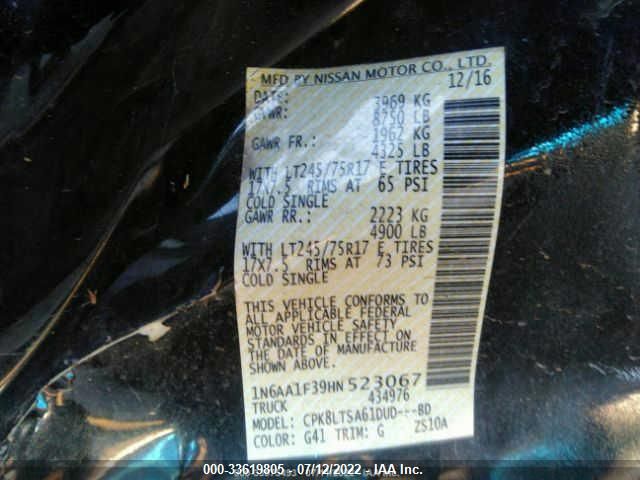 MFD BY NISSAN MOTOR CO., LTD.
DATE: 12/16
GVWR: 3969 KG
8750 LB
GAWR FR.: 1962 KG
4325 LB
WITH LT245/75R17 E TIRES
17X7.5 RIMS AT 65 PSI
COLD SINGLE
GAWR RR.: 2223 KG
4900 LB
WITH LT245/75R17 E TIRES
17X7.5 RIMS AT 73 PSI
COLD SINGLE
THIS VEHICLE CONFORMS TO
ALL APPLICABLE FEDERAL
MOTOR VEHICLE SAFETY
STANDARDS IN EFFECT ON
THE DATE OF MANUFACTURE
1N6AA1F39HN523067
TRUCK 434976
MODEL: CPK8LTSA61DUD---BD
COLOR: G41 TRIM: G ZS10A
000-33619805 - 07/12/2022 - IAA Inc.